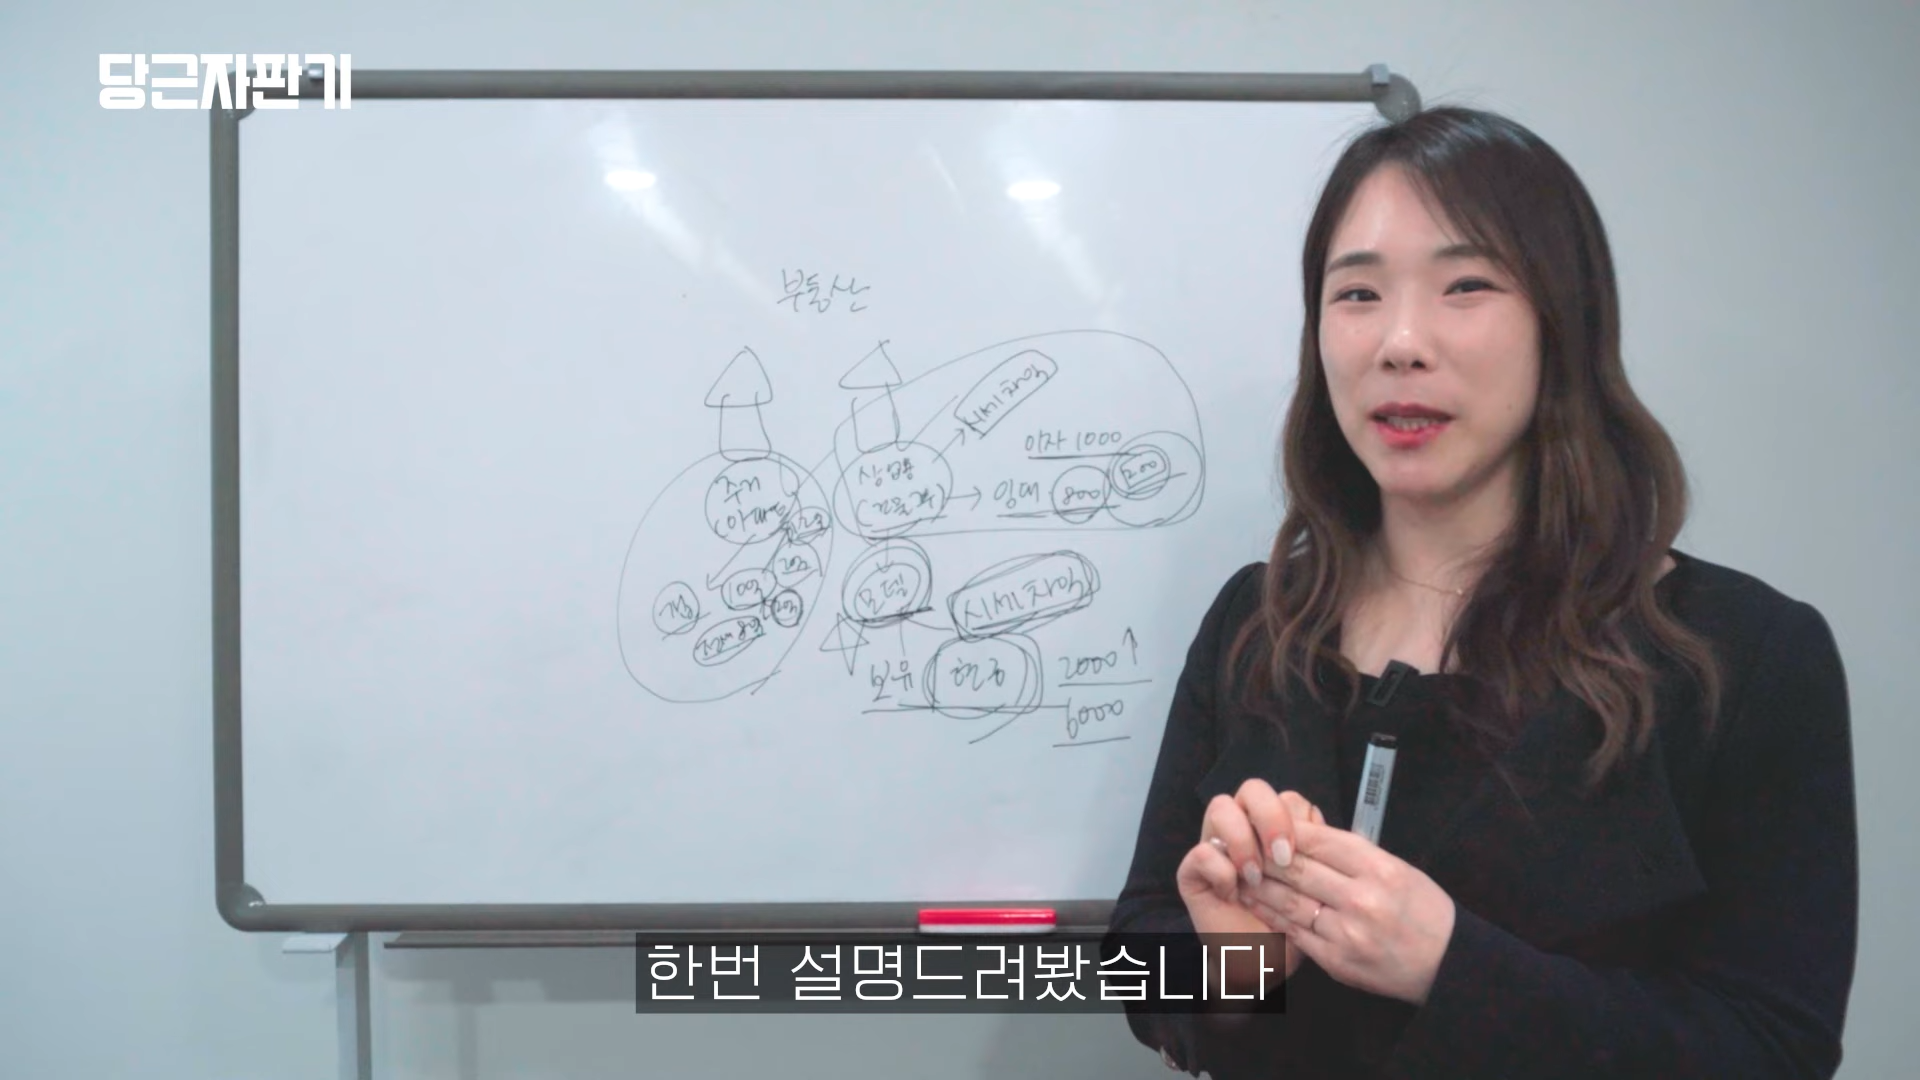 당근자판기
부동산
시세차익
이자 1000
상업용
주거
(아파트)
(건물)
임대 800
200
모텔
시세차익
보유
현금
2000↑
6000
한번 설명드려봤습니다